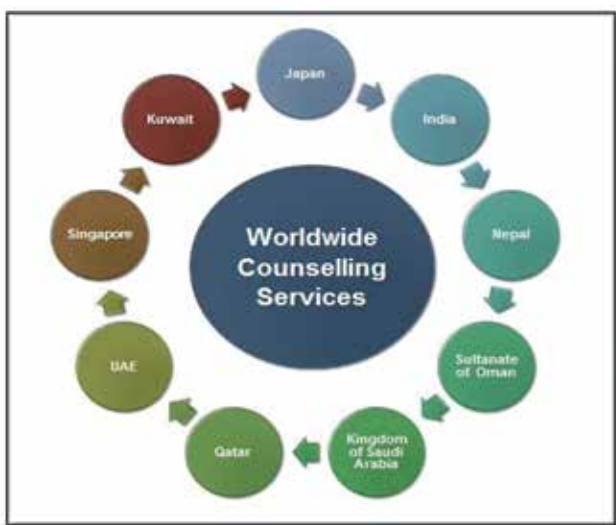 Japan
India
Nepal
Sultanate
of Oman
Kingdom
of Saudi
Arabia
Qatar
UAE
Singapore
Kuwait
Worldwide
Counselling
Services